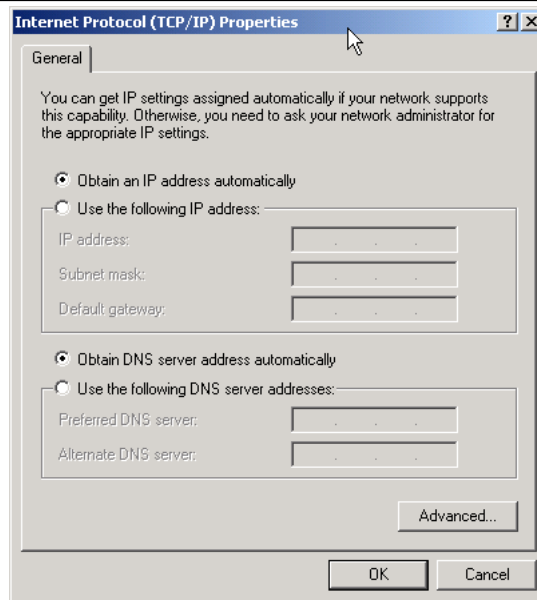 Internet Protocol (TCP/IP) Properties
General
You can get IP settings assigned automatically if your network supports
this capability. Otherwise, you need to ask your network administrator for
the appropriate IP settings.
Obtain an IP address automatically
Use the following IP address:
IP address:
Subnet mask:
Default gateway:
Obtain DNS server address automatically
Use the following DNS server addresses:
Preferred DNS server:
Alternate DNS server:
Advanced...
OK Cancel